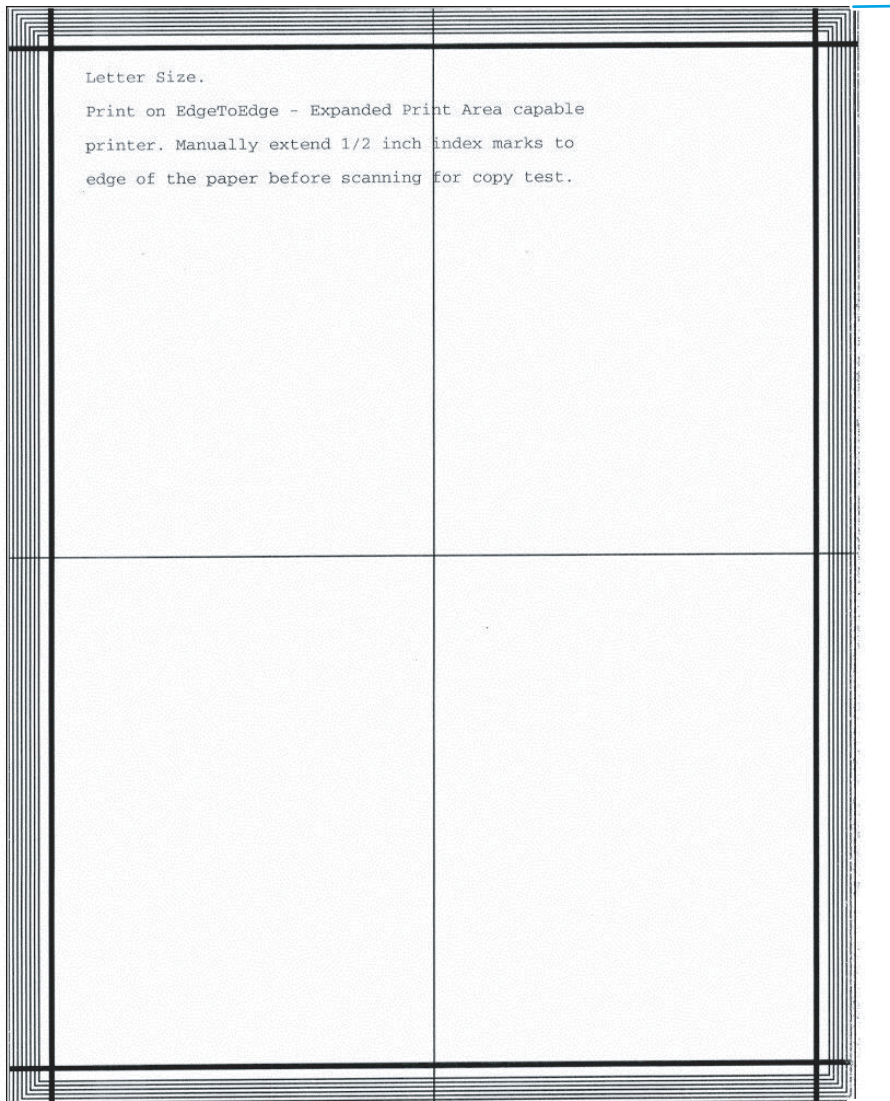 Letter Size.
Print on EdgeToEdge - Expanded Print Area capable
printer. Manually extend 1/2 inch index marks to
edge of the paper before scanning for copy test.